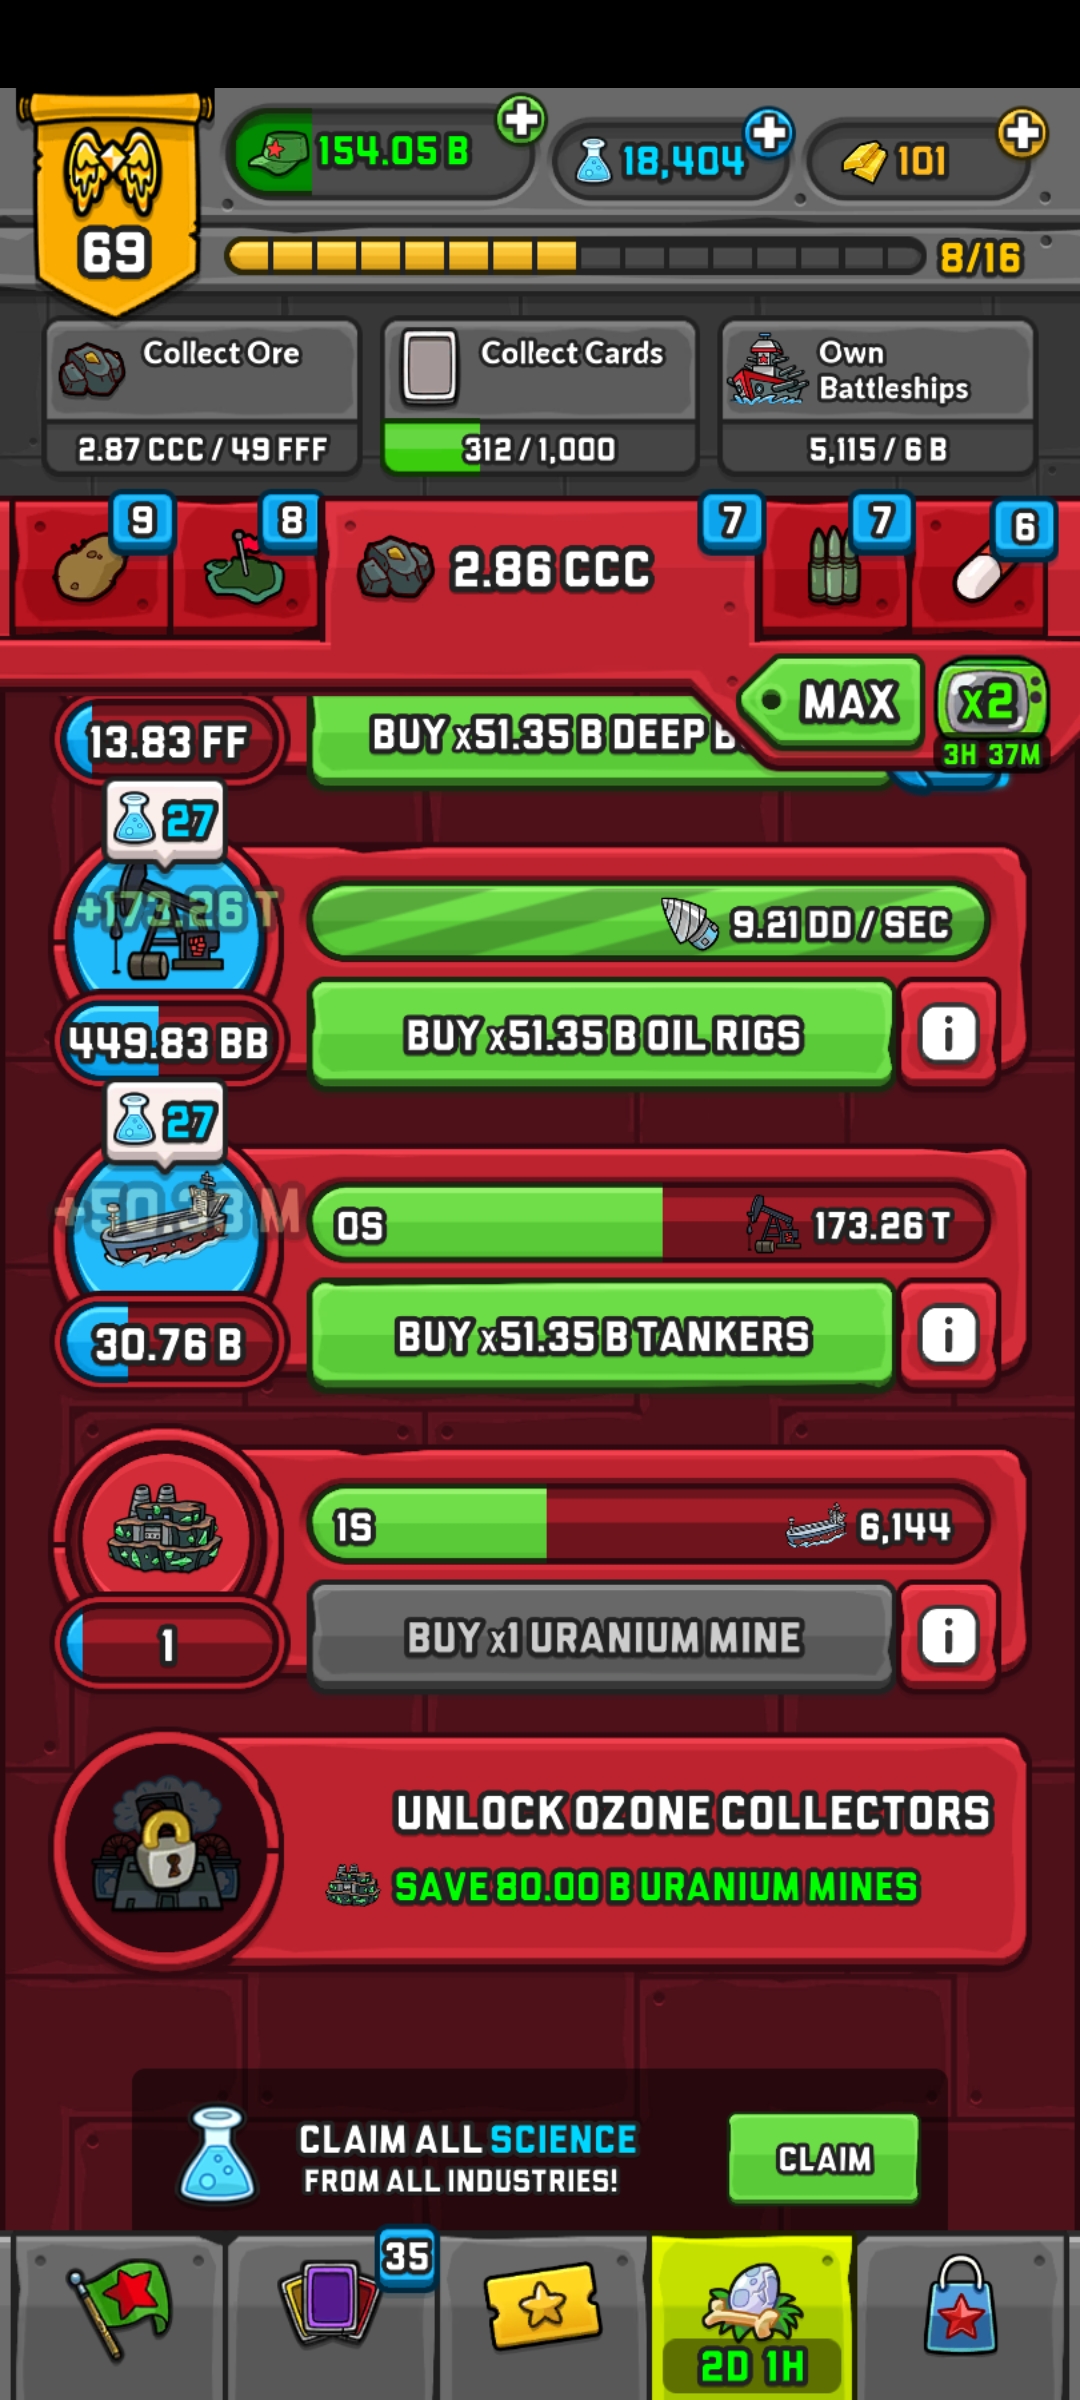 154.05 B
18,404
101
69
8/16
Collect Ore
2.87 CCC / 49 FFF
Collect Cards
312 / 1,000
Own
Battleships
5,115 / 6 B
9
8
2.86 CCC
7
7
6
MAX
x2
3H 37M
13.83 FF
BUY x51.35 B DEEP
27
+173.26 T
9.21 DD / SEC
449.83 BB
BUY x51.35 B OIL RIGS
i
27
+50.33 M
0S
173.26 T
30.76 B
BUY x51.35 B TANKERS
i
1S
6,144
1
BUY x1 URANIUM MINE
i
UNLOCK OZONE COLLECTORS
SAVE 80.00 B URANIUM MINES
CLAIM ALL SCIENCE
FROM ALL INDUSTRIES!
CLAIM
35
2D 1H